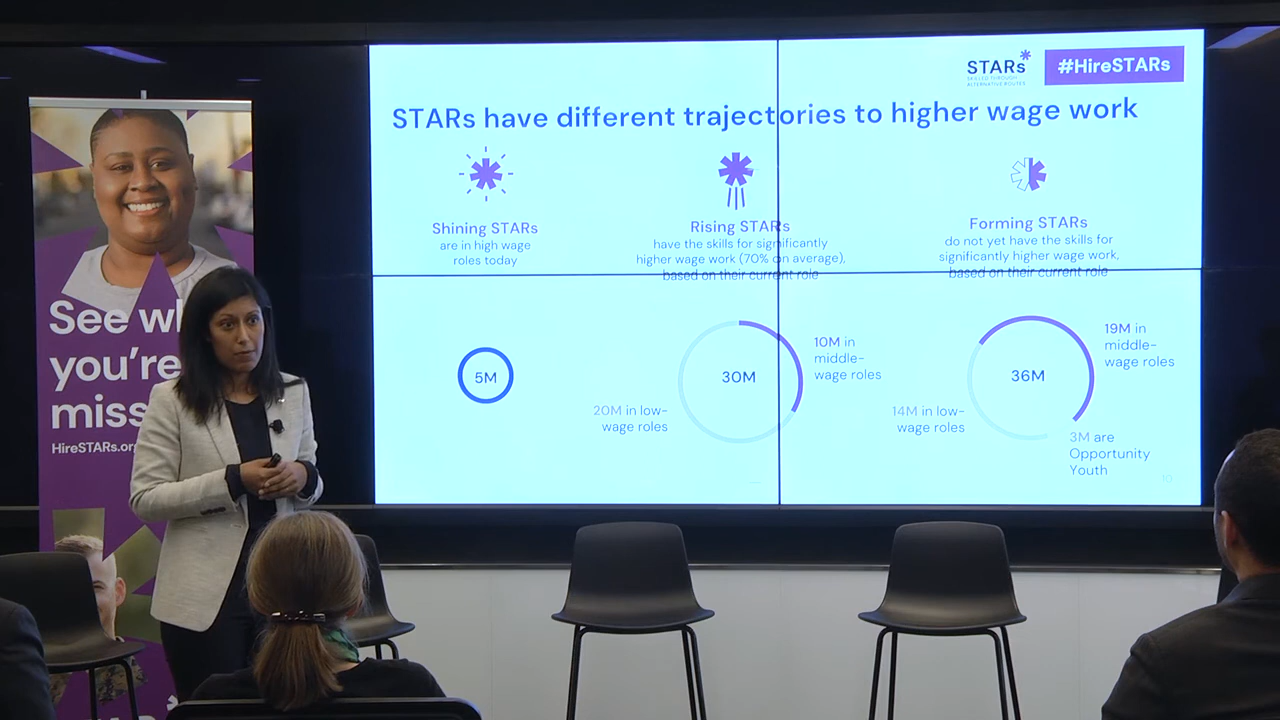 STARs
SKILLED THROUGH
ALTERNATIVE ROUTES
#HireSTARs
STARs have different trajectories to higher wage work
Shining STARs
are in high wage
roles today
Rising STARs
have the skills for significantly
higher wage work (70% on average),
based on their current role
Forming STARs
do not yet have the skills for
significantly higher wage work,
based on their current role
5M
30M
10M in
middle-
wage roles
20M in low-
wage roles
36M
19M in
middle-
wage roles
14M in low-
wage roles
3M are
Opportunity
Youth
10
See
you're
HireSTARs.org